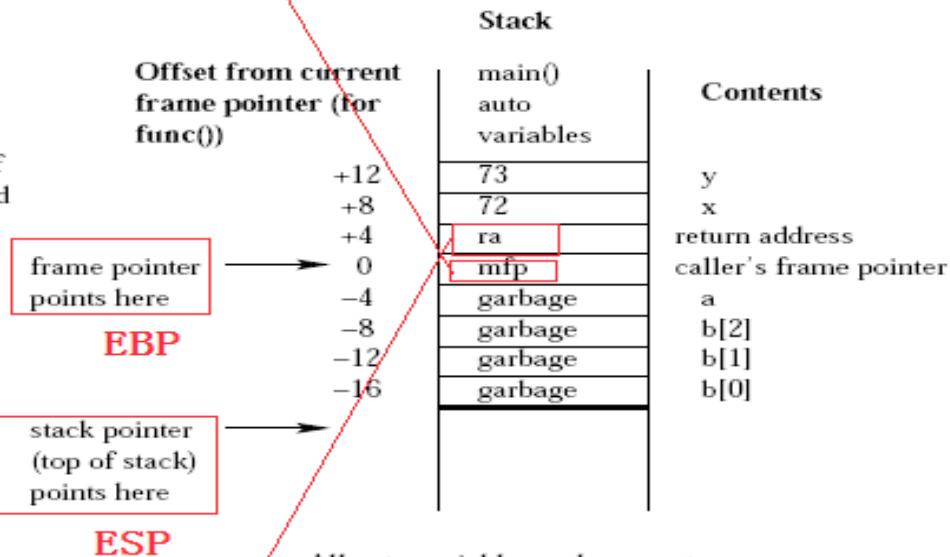 Stack
Offset from current
frame pointer (for
func())
main()
auto
variables
Contents
+12 73 y
+8 72 x
+4 ra return address
0 mfp caller's frame pointer
−4 garbage a
−8 garbage b[2]
−12 garbage b[1]
−16 garbage b[0]
frame pointer
points here
EBP
stack pointer
(top of stack)
points here
ESP